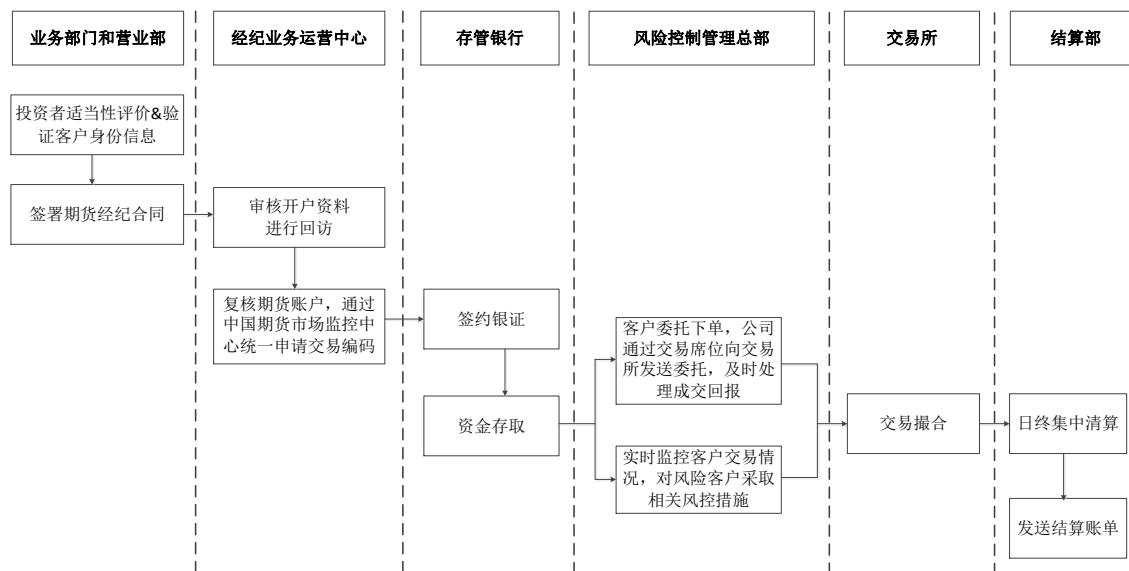 业务部门和营业部
经纪业务运营中心
存管银行
风险控制管理总部
交易所
结算部
投资者适当性评价&验
证客户身份信息
签署期货经纪合同
审核开户资料
进行回访
复核期货账户，通过
中国期货市场监控中
心统一申请交易编码
签约银证
资金存取
客户委托下单，公司
通过交易席位向交易
所发送委托，及时处
理成交回报
实时监控客户交易情
况，对风险客户采取
相关风控措施
交易撮合
日终集中清算
发送结算账单